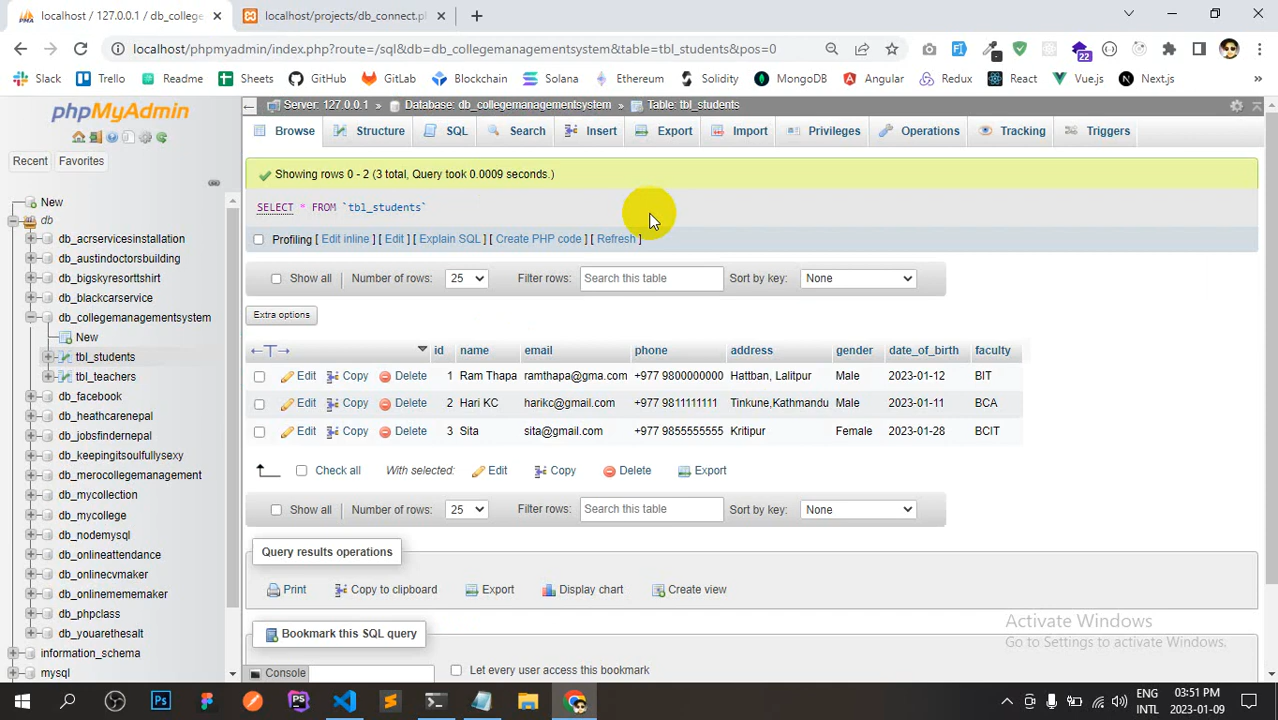 localhost / 127.0.0.1 / db_college
localhost/projects/db_connect.p
localhost/phpmyadmin/index.php?route=/sql&db=db_collegemanagementsystem&table=tbl_students&pos=0
22
Slack Trello Readme Sheets GitHub GitLab Blockchain Solana Ethereum Solidity MongoDB Angular Redux React Vue.js Next.js »
phpMyAdmin
Recent Favorites
New
db
db_acrservicesinstallation
db_austindoctorsbuilding
db_bigskyresorttshirt
db_blackcarservice
db_collegemanagementsystem
New
tbl_students
tbl_teachers
db_facebook
db_heathcarenepal
db_jobsfindernepal
db_keepingitsoulfullysexy
db_merocollegemanagement
db_mycollection
db_mycollege
db_nodemysql
db_onlineattendance
db_onlinecvmaker
db_onlinememaker
db_phpclass
db_youarethesalt
information_schema
mysql
Server: 127.0.0.1 » Database: db_collegemanagementsystem » Table: tbl_students
Browse Structure SQL Search Insert Export Import Privileges Operations Tracking Triggers
Showing rows 0 - 2 (3 total, Query took 0.0009 seconds.)
SELECT * FROM `tbl_students`
Profiling [ Edit inline ] [ Edit ] [ Explain SQL ] [ Create PHP code ] [ Refresh ]
Show all Number of rows: 25 Filter rows: Search this table Sort by key: None
Extra options
←T→ id name email phone address gender date_of_birth faculty
Edit Copy Delete 1 Ram Thapa ramthapa@gma.com +977 9800000000 Hattban, Lalitpur Male 2023-01-12 BIT
Edit Copy Delete 2 Hari KC harikc@gmail.com +977 9811111111 Tinkune,Kathmandu Male 2023-01-11 BCA
Edit Copy Delete 3 Sita sita@gmail.com +977 9855555555 Kritipur Female 2023-01-28 BCIT
Check all With selected: Edit Copy Delete Export
Show all Number of rows: 25 Filter rows: Search this table Sort by key: None
Query results operations
Print Copy to clipboard Export Display chart Create view
Bookmark this SQL query
Console
Let every user access this bookmark
Activate Windows
Go to Settings to activate Windows.
Ps
PS
ENG
INTL
03:51 PM
2023-01-09